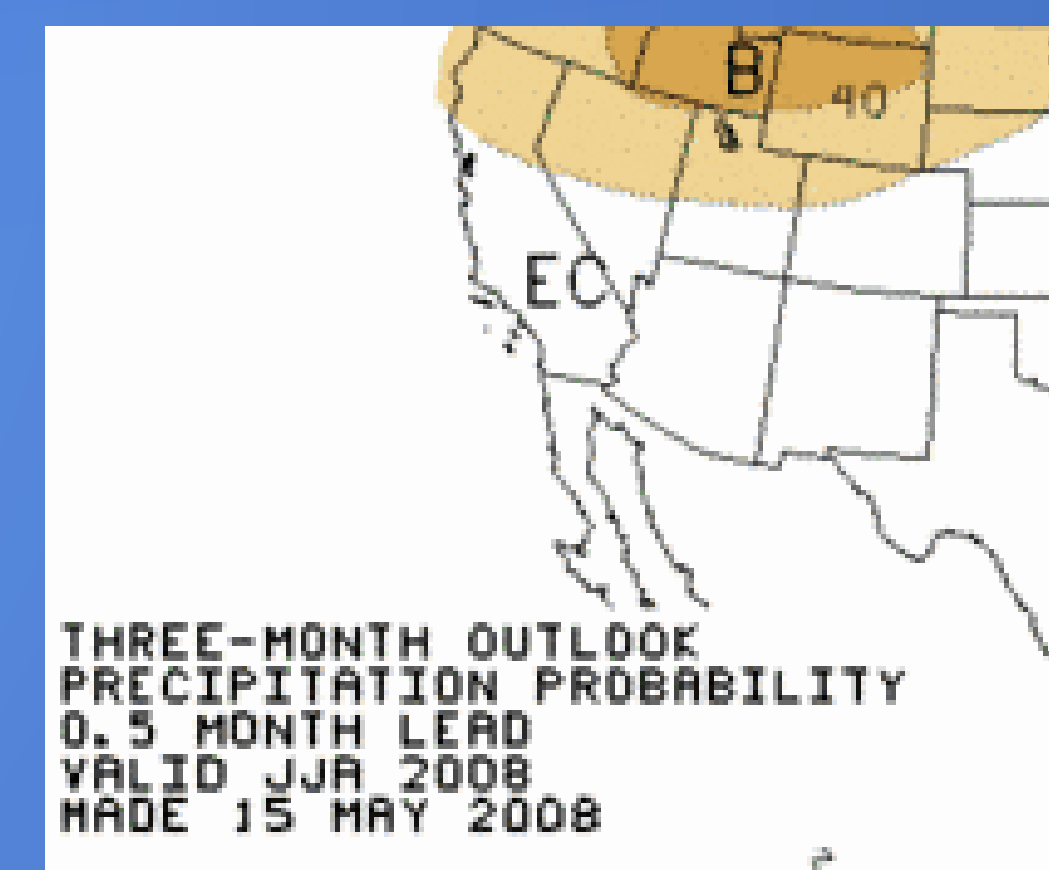 B
40
EC
THREE-MONTH OUTLOOK
PRECIPITATION PROBABILITY
0.5 MONTH LEAD
VALID JJA 2008
MADE 15 MAY 2008